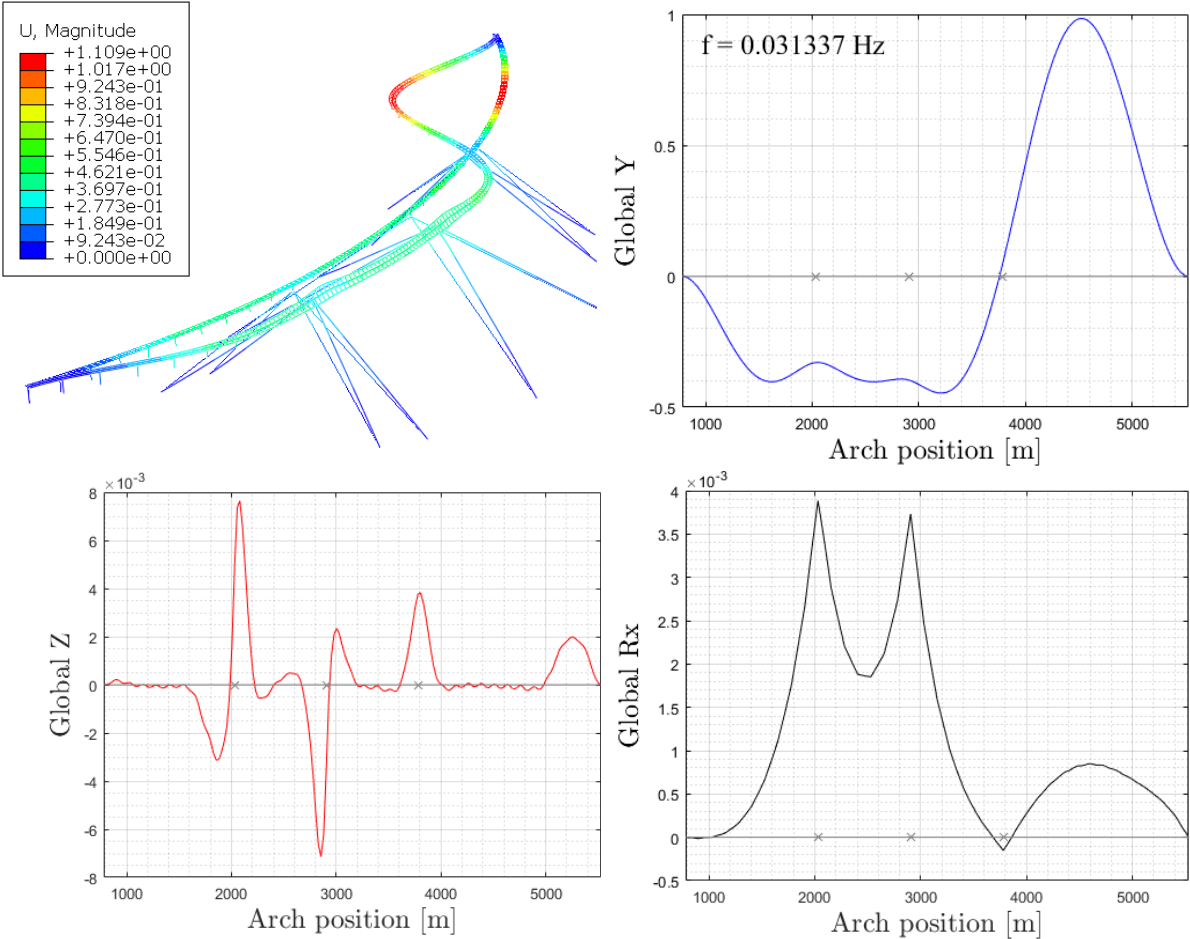 U, Magnitude
+1.109e+00
+1.017e+00
+9.243e-01
+8.318e-01
+7.394e-01
+6.470e-01
+5.546e-01
+4.621e-01
+3.697e-01
+2.773e-01
+1.849e-01
+9.243e-02
+0.000e+00
f = 0.031337 Hz
1
0.5
0
-0.5
Global Y
1000 2000 3000 4000 5000
Arch position [m]
×10⁻³
8
6
4
2
0
-2
-4
-6
-8
Global Z
1000 2000 3000 4000 5000
Arch position [m]
×10⁻³
4
3.5
3
2.5
2
1.5
1
0.5
0
-0.5
Global Rx
1000 2000 3000 4000 5000
Arch position [m]